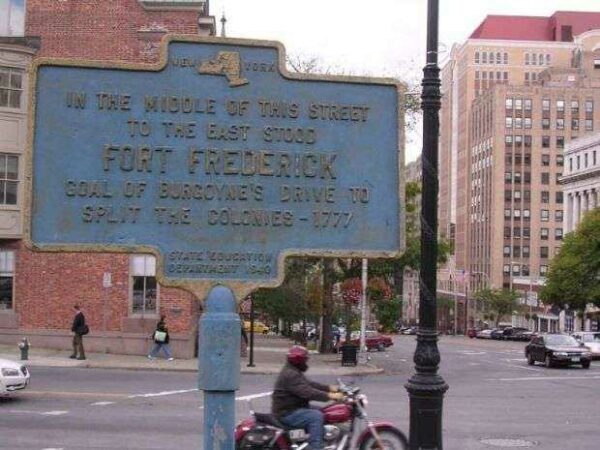 NEW YORK
IN THE MIDDLE OF THIS STREET
TO THE EAST STOOD
FORT FREDERICK
GOAL OF BURGOYNE'S DRIVE TO
SPLIT THE COLONIES - 1777
STATE EDUCATION
DEPARTMENT 1940